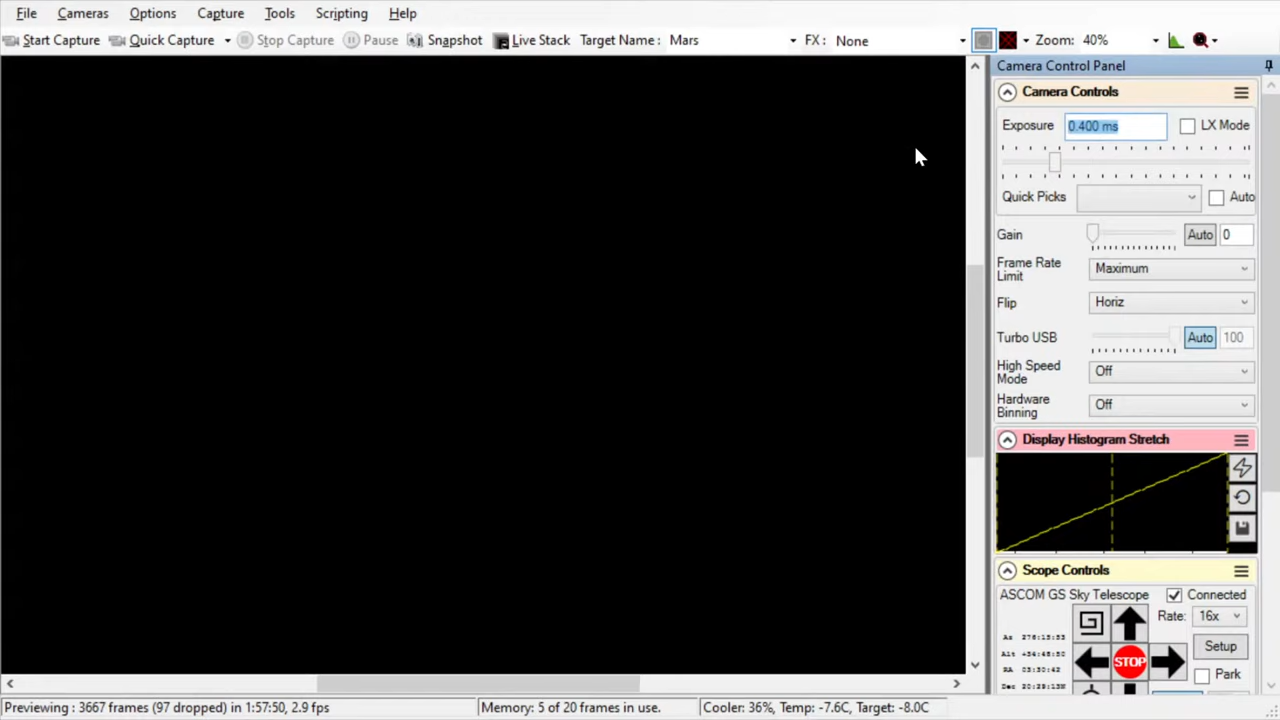 File Cameras Options Capture Tools Scripting Help
Start Capture Quick Capture Stop Capture Pause Snapshot Live Stack Target Name : Mars FX : None Zoom: 40%
Camera Control Panel
Camera Controls
Exposure 0.400 ms LX Mode
Quick Picks Auto
Gain Auto 0
Frame Rate
Limit Maximum
Flip Horiz
Turbo USB Auto 100
High Speed
Mode Off
Hardware
Binning Off
Display Histogram Stretch
Scope Controls
ASCOM GS Sky Telescope Connected
Rate: 16x
Setup
STOP
Park
Previewing : 3667 frames (97 dropped) in 1:57:50, 2.9 fps Memory: 5 of 20 frames in use. Cooler: 36%, Temp: -7.6C, Target: -8.0C